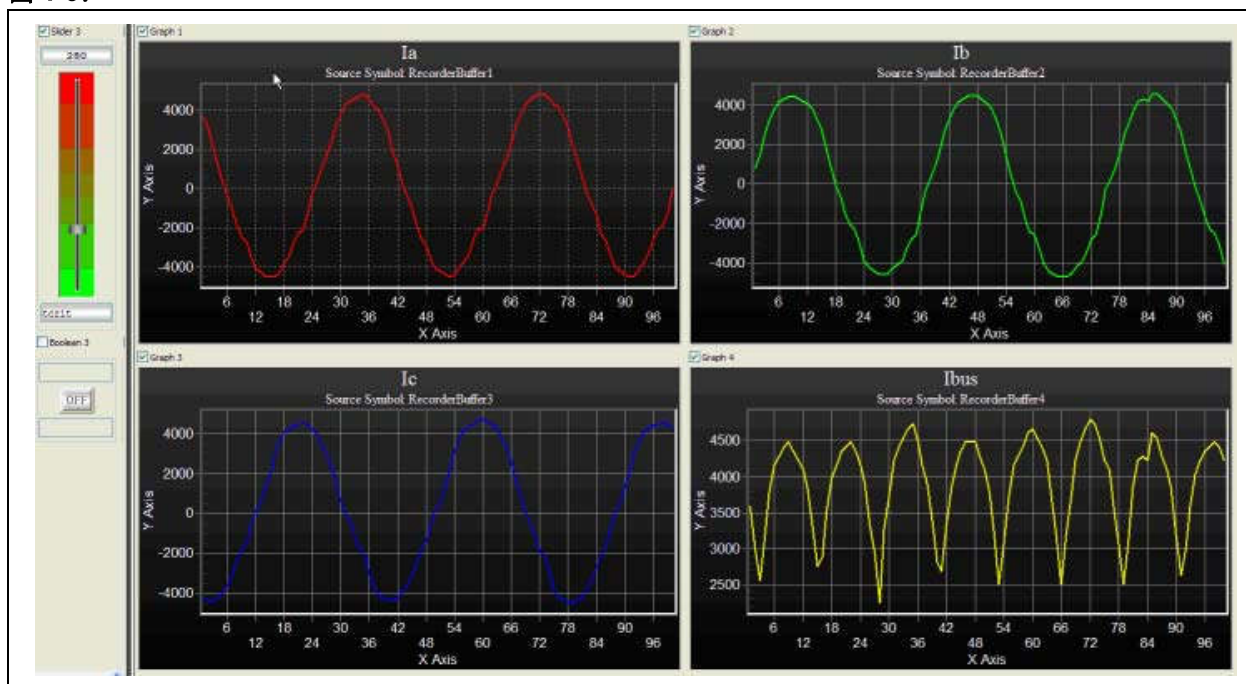 Slider 3
280
tcrit
Boolean 3
OFF
Graph 1
Ia
Source Symbol: RecorderBuffer1
Y Axis
4000
2000
0
-2000
-4000
6 18 30 42 54 66 78 90
12 24 36 48 60 72 84 96
X Axis
Graph 2
Ib
Source Symbol: RecorderBuffer2
Y Axis
4000
2000
0
-2000
-4000
6 18 30 42 54 66 78 90
12 24 36 48 60 72 84 96
X Axis
Graph 3
Ic
Source Symbol: RecorderBuffer3
Y Axis
4000
2000
0
-2000
-4000
6 18 30 42 54 66 78 90
12 24 36 48 60 72 84 96
X Axis
Graph 4
Ibus
Source Symbol: RecorderBuffer4
Y Axis
4500
4000
3500
3000
2500
6 18 30 42 54 66 78 90
12 24 36 48 60 72 84 96
X Axis